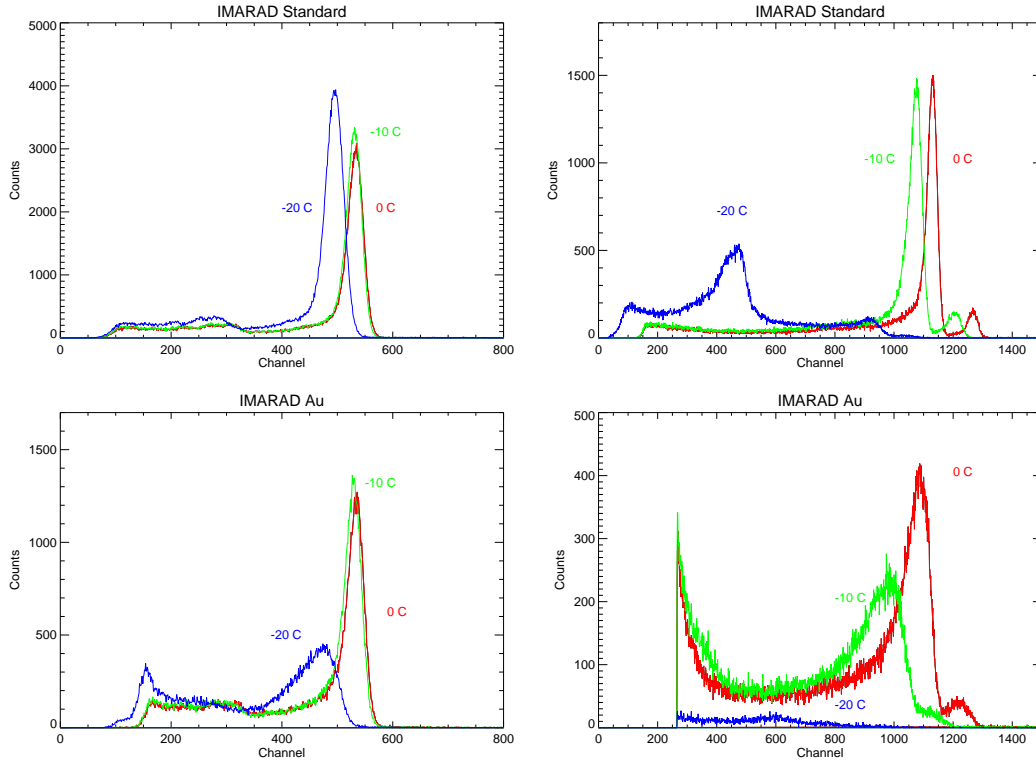 IMARAD Standard
5000
4000
3000
2000
1000
0
Counts
-10 C
-20 C
0 C
0 200 400 600 800
Channel
IMARAD Standard
1500
1000
500
0
Counts
-10 C
0 C
-20 C
0 200 400 600 800 1000 1200 1400
Channel
IMARAD Au
1500
1000
500
0
Counts
-10 C
0 C
-20 C
0 200 400 600 800
Channel
IMARAD Au
500
400
300
200
100
0
Counts
0 C
-10 C
-20 C
0 200 400 600 800 1000 1200 1400
Channel